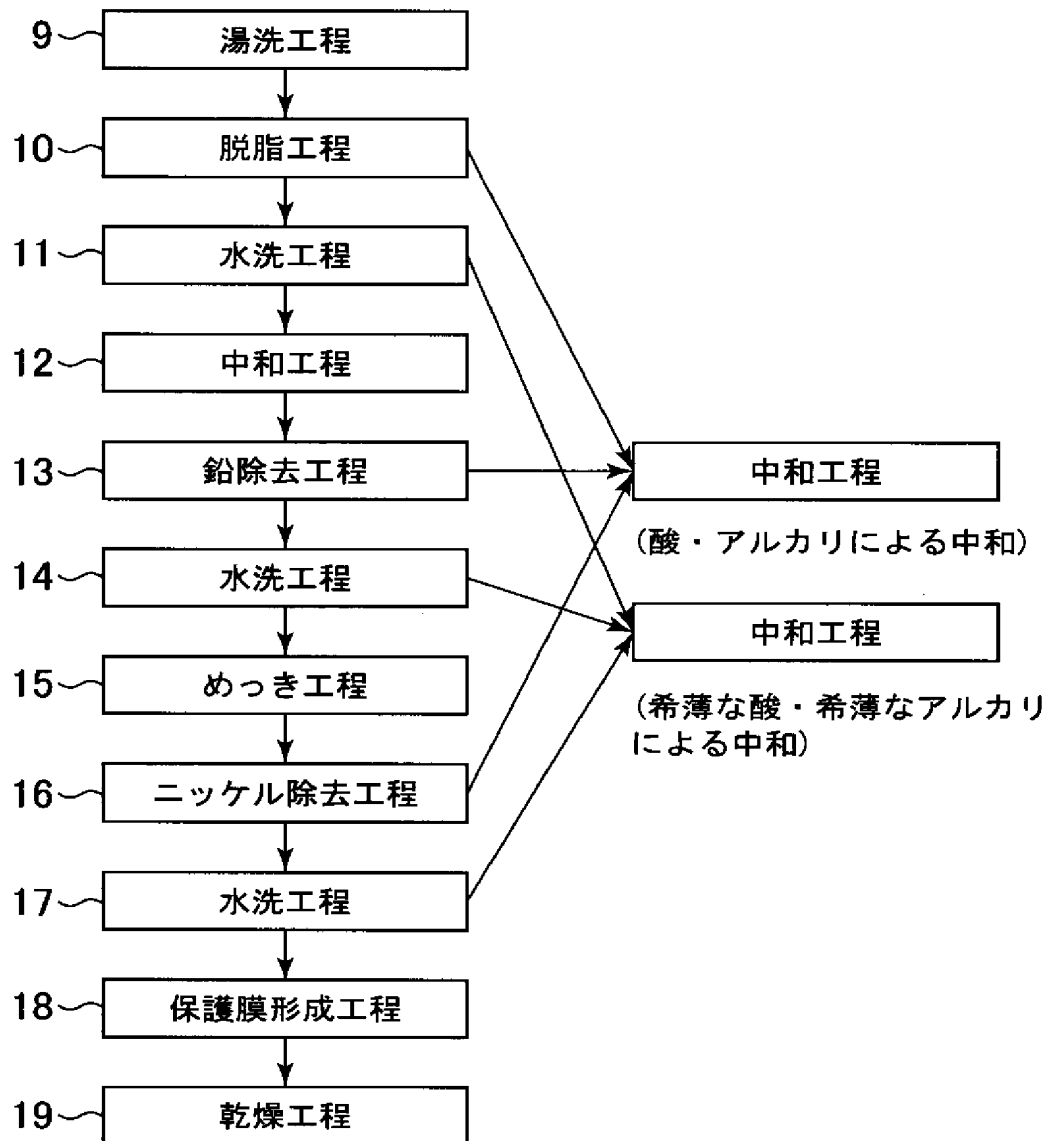 9 湯洗工程
10 脱脂工程
11 水洗工程
12 中和工程
13 鉛除去工程
中和工程
(酸・アルカリによる中和)
14 水洗工程
中和工程
(希薄な酸・希薄なアルカリ
による中和)
15 めっき工程
16 ニッケル除去工程
17 水洗工程
18 保護膜形成工程
19 乾燥工程